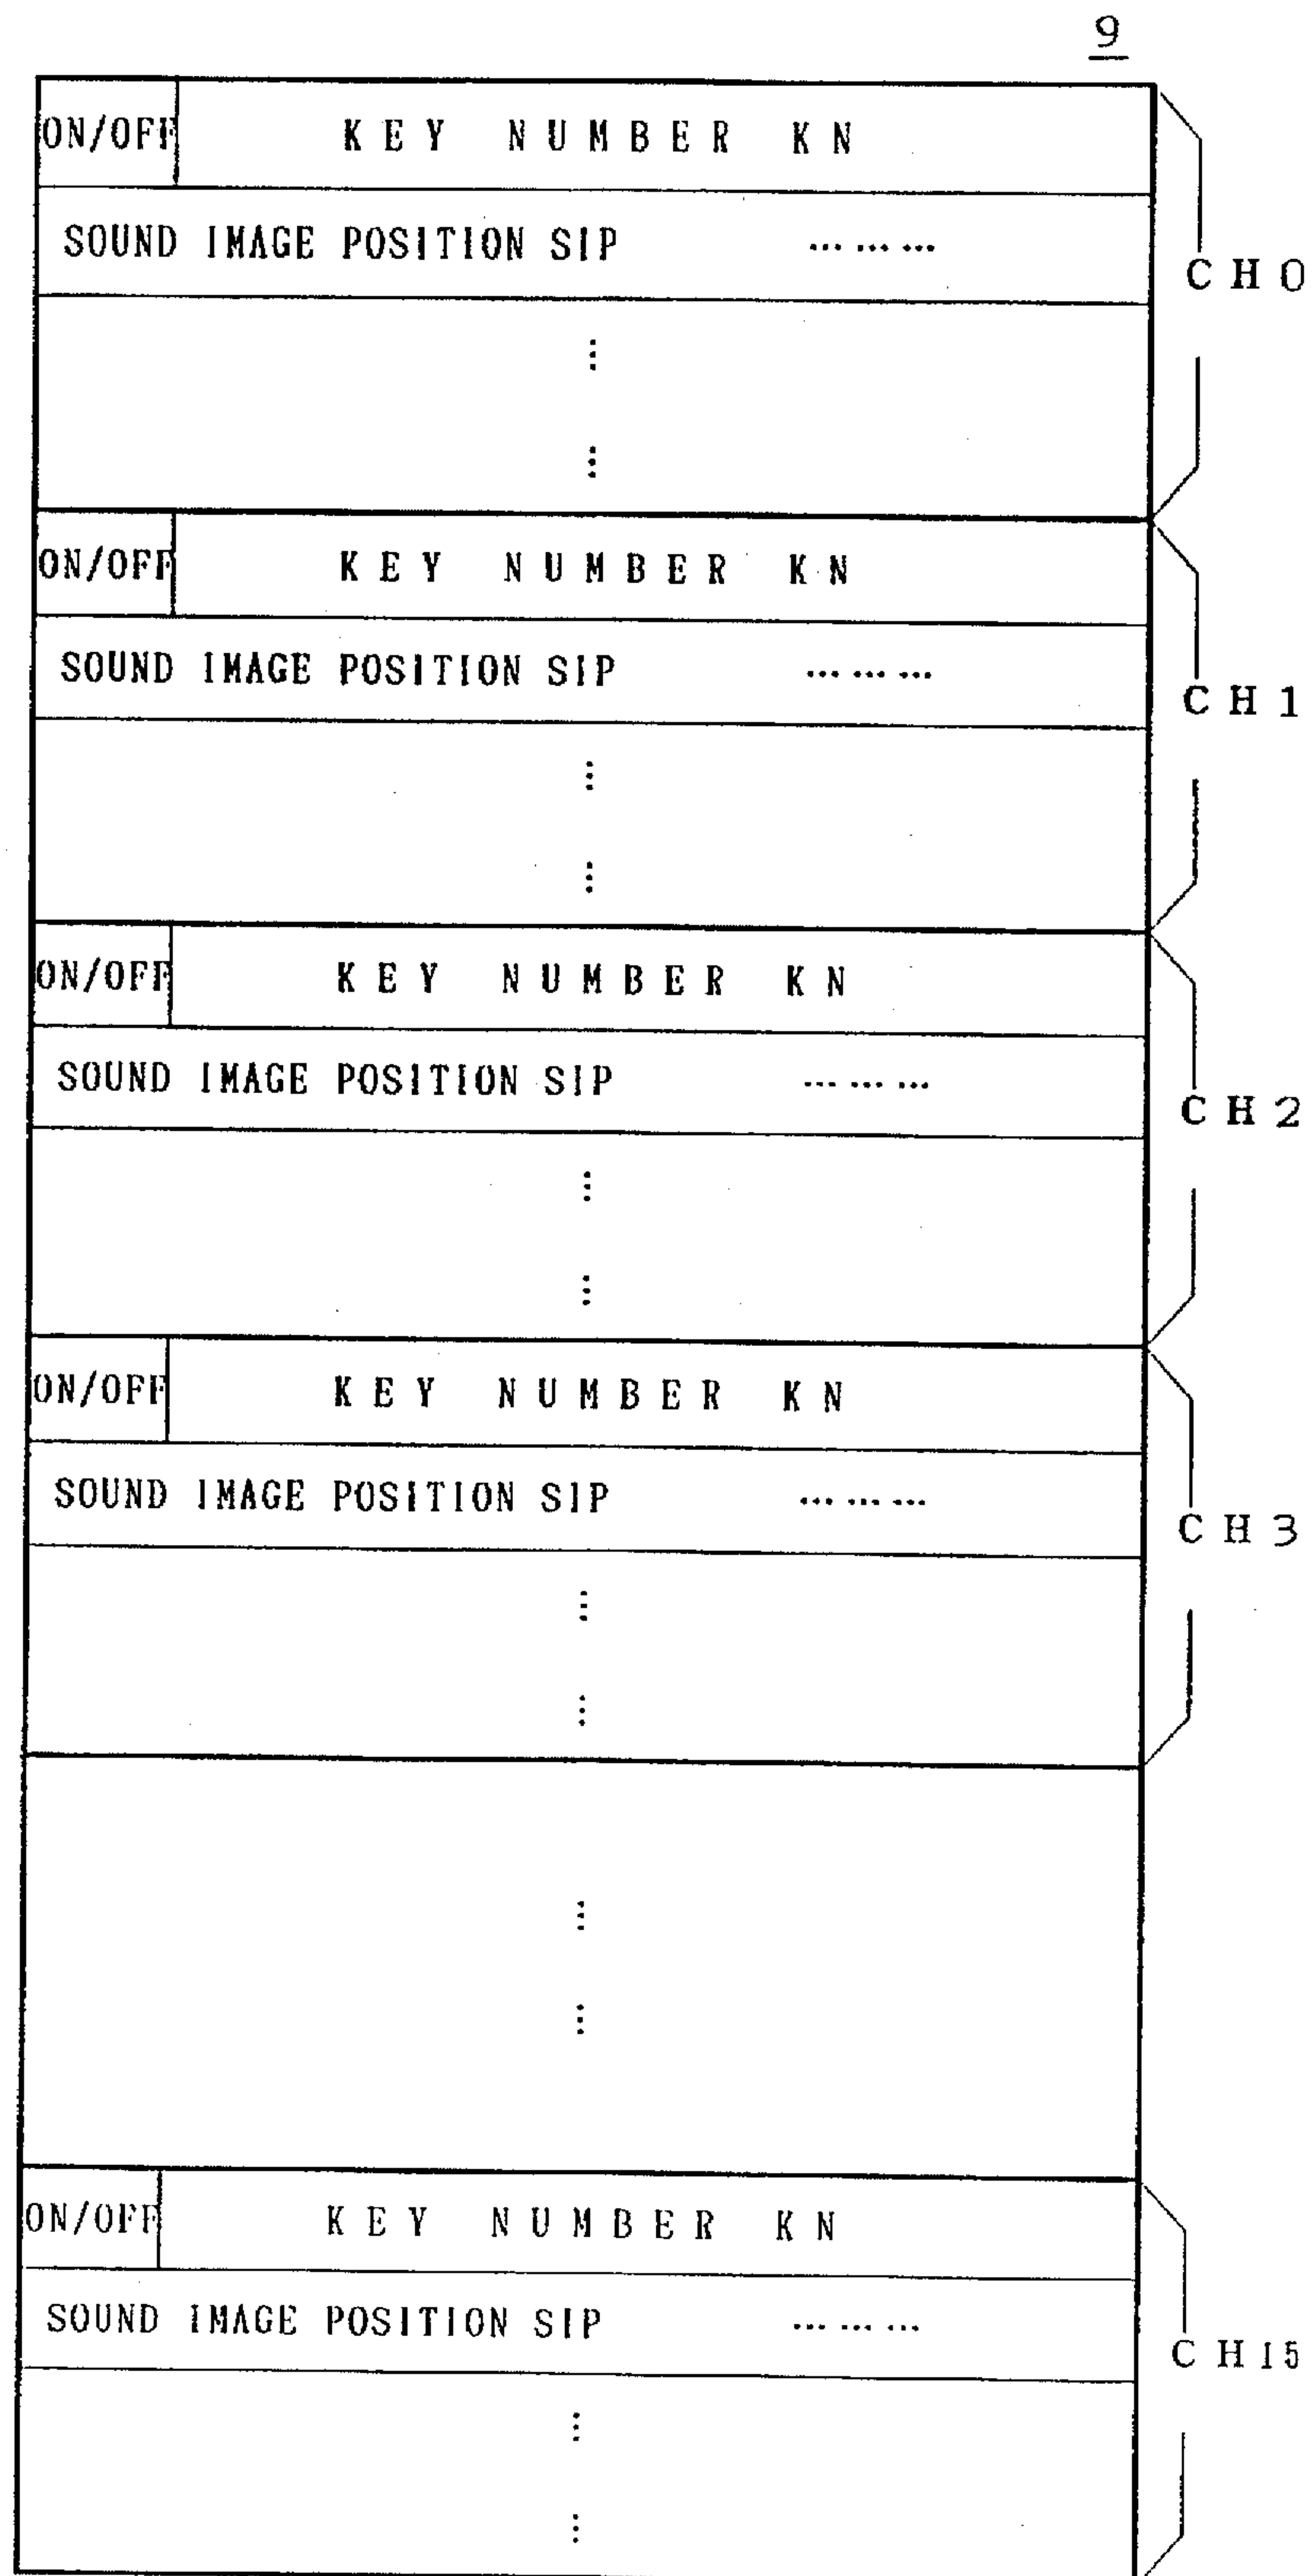 9
ON/OFF KEY NUMBER KN
SOUND IMAGE POSITION SIP … … …
CH0
⋮
⋮
ON/OFF KEY NUMBER KN
SOUND IMAGE POSITION SIP … … …
CH1
⋮
⋮
ON/OFF KEY NUMBER KN
SOUND IMAGE POSITION SIP … … …
CH2
⋮
⋮
ON/OFF KEY NUMBER KN
SOUND IMAGE POSITION SIP … … …
CH3
⋮
⋮
⋮
⋮
ON/OFF KEY NUMBER KN
SOUND IMAGE POSITION SIP … … …
CH15
⋮
⋮